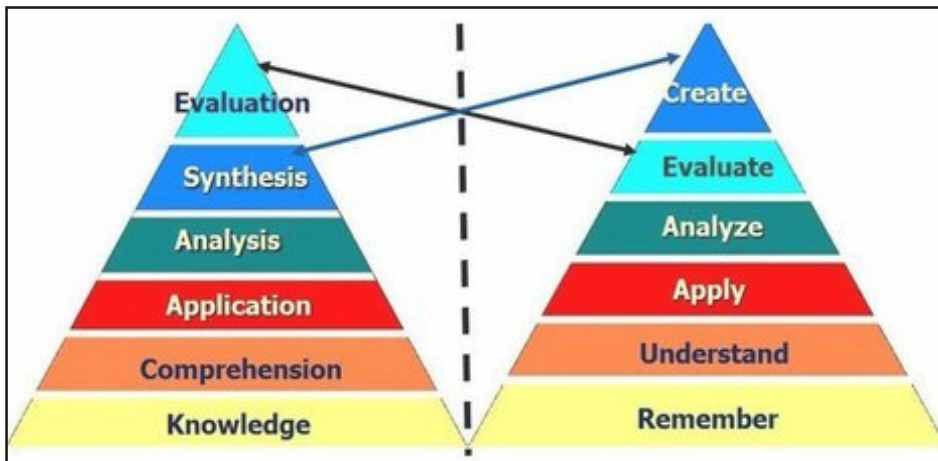 Evaluation
Synthesis
Analysis
Application
Comprehension
Knowledge
Create
Evaluate
Analyze
Apply
Understand
Remember